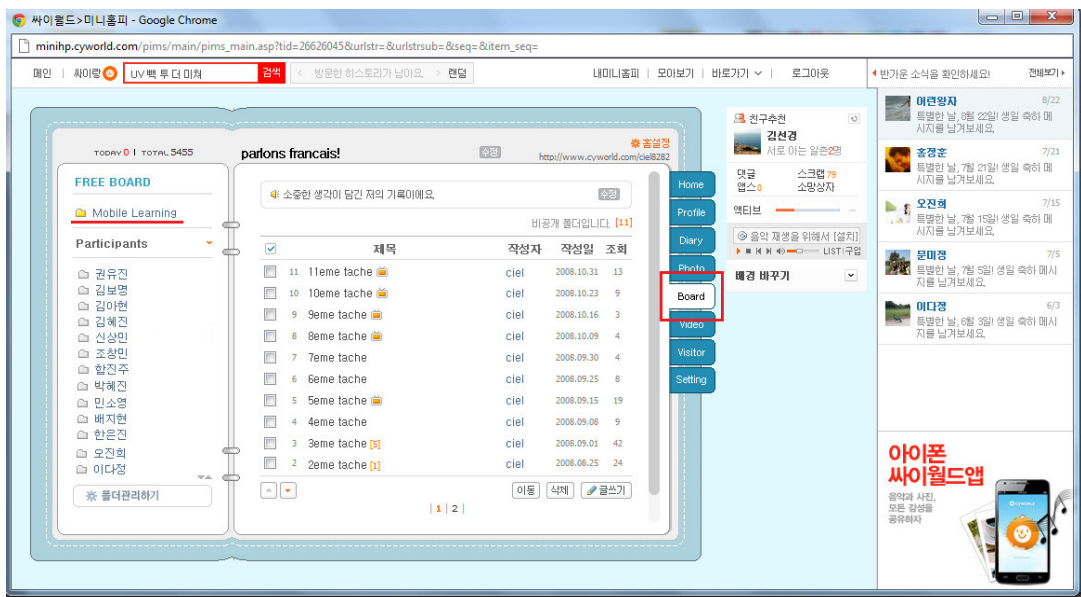 싸이월드>미니홈피 - Google Chrome
minihp.cyworld.com/pims/main/pims_main.asp?tid=26626045&urlstr=&urlstrsub=&seq=&item_seq=
메인 | 싸이랑 UV 백 투 더 미쳐 검색 < 방문한 히스토리가 남아요. > 랜덤 내미니홈피 | 모아보기 | 바로가기 | 로그아웃
반가운 소식을 확인하세요! 전체보기
TODAY 0 | TOTAL 5455
parlons francais! 수정
홈설정
http://www.cyworld.com/ciel8282
FREE BOARD
Mobile Learning
Participants
권유진
김보명
김아현
김혜진
신상민
조창민
함진주
박혜진
민소영
배지현
한은진
오진희
이다정
폴더관리하기
소중한 생각이 담긴 저의 기록이에요. 수정
비공개 폴더입니다. [11]
제목 작성자 작성일 조회
11 11eme tache ciel 2008.10.31 13
10 10eme tache ciel 2008.10.23 9
9 9eme tache ciel 2008.10.16 3
8 8eme tache ciel 2008.10.09 4
7 7eme tache ciel 2008.09.30 4
6 6eme tache ciel 2008.09.25 8
5 5eme tache ciel 2008.09.15 19
4 4eme tache ciel 2008.09.08 9
3 3eme tache [5] ciel 2008.09.01 42
2 2eme tache [1] ciel 2008.08.25 24
이동 삭제 글쓰기
| 1 | 2 |
Home
Profile
Diary
Photo
Board
Video
Visitor
Setting
친구추천
김선경
서로 아는 일촌2명
댓글 스크랩 79
앱스 0 소망상자
액티브
음악 재생을 위해서 [설치]
LIST 구입
배경 바꾸기
이련왕자 8/22
특별한 날, 8월 22일! 생일 축하 메
시지를 남겨보세요.
홍정훈 7/21
특별한 날, 7월 21일! 생일 축하 메
시지를 남겨보세요.
오진희 7/15
특별한 날, 7월 15일! 생일 축하 메
시지를 남겨보세요.
문미정 7/5
특별한 날, 7월 5일! 생일 축하 메시
지를 남겨보세요.
이다정 6/3
특별한 날, 6월 3일! 생일 축하 메시
지를 남겨보세요.
아이폰
싸이월드앱
음악과 사진,
모든 감성을
공유하자